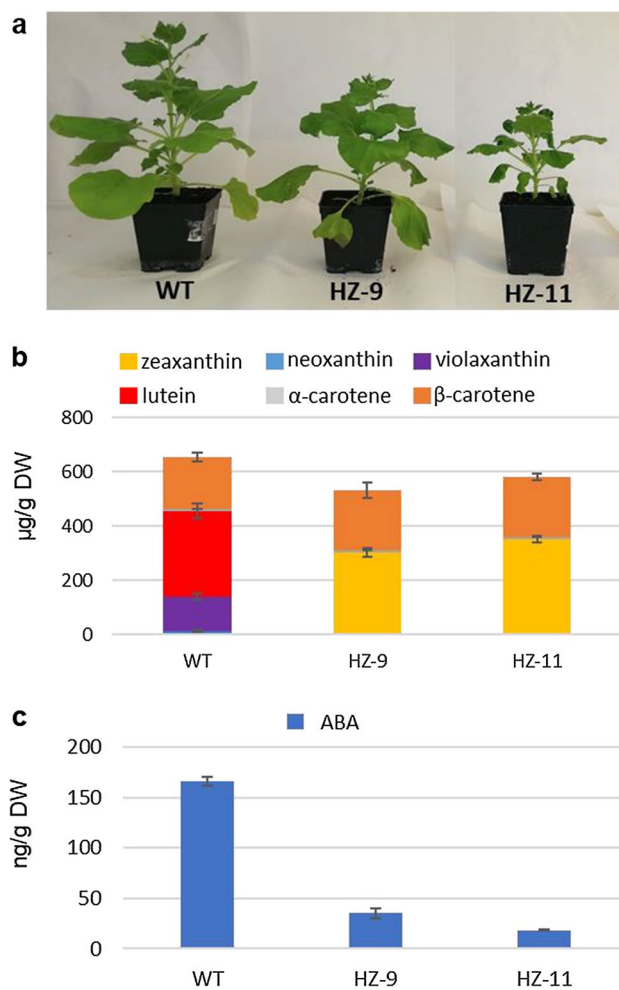 a
WT HZ-9 HZ-11
b
zeaxanthin neoxanthin violaxanthin
lutein α-carotene β-carotene
µg/g DW
800
600
400
200
0
WT HZ-9 HZ-11
c
ABA
ng/g DW
200
150
100
50
0
WT HZ-9 HZ-11